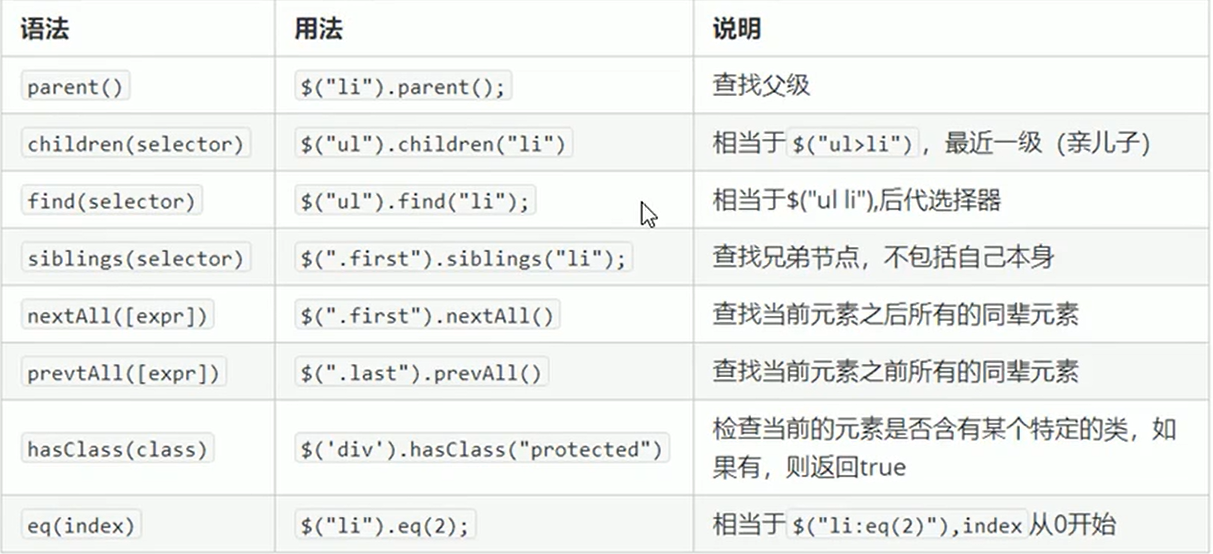 语法 用法 说明
parent() $("li").parent(); 查找父级
children(selector) $("ul").children("li") 相当于$("ul>li")，最近一级（亲儿子）
find(selector) $("ul").find("li"); 相当于$("ul li"),后代选择器
siblings(selector) $(".first").siblings("li"); 查找兄弟节点，不包括自己本身
nextAll([expr]) $(".first").nextAll() 查找当前元素之后所有的同辈元素
prevtAll([expr]) $(".last").prevAll() 查找当前元素之前所有的同辈元素
hasClass(class) $('div').hasClass("protected") 检查当前的元素是否含有某个特定的类，如
果有，则返回true
eq(index) $("li").eq(2); 相当于$("li:eq(2)"),index从0开始